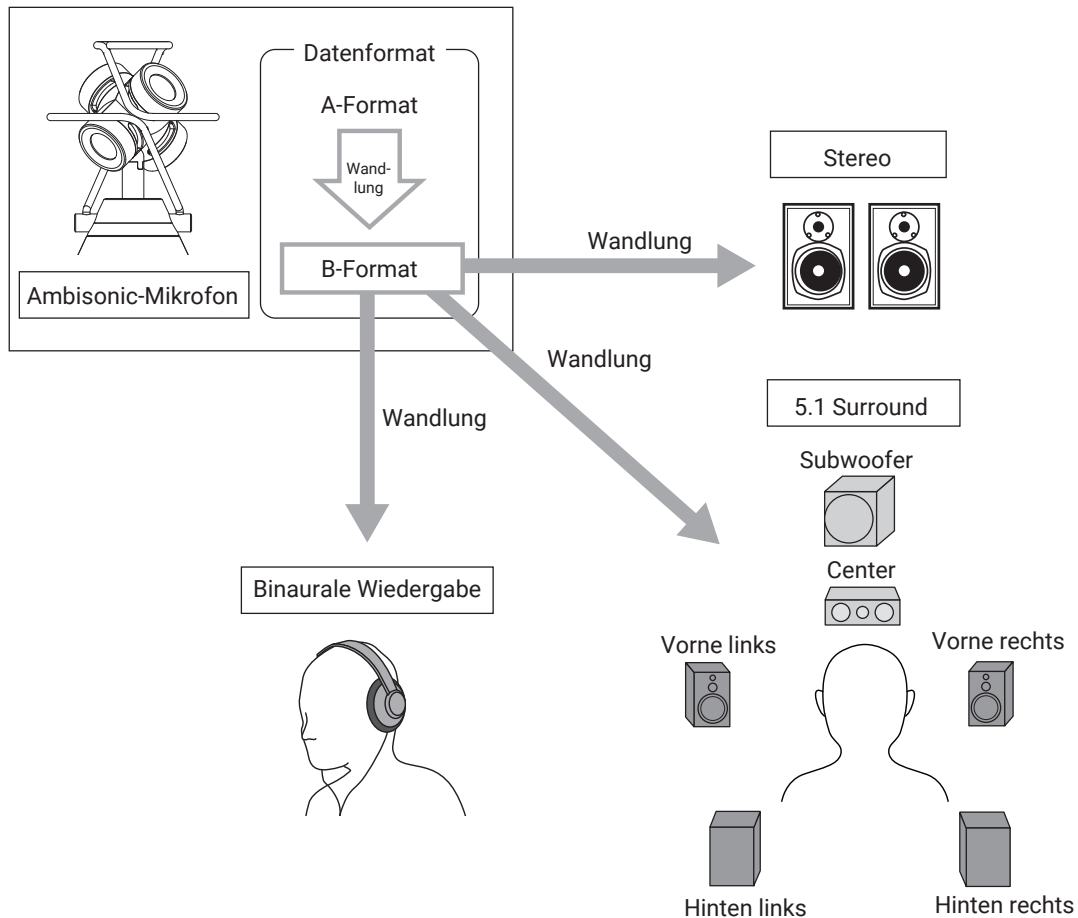 Datenformat
A-Format
Wand-
lung
B-Format
Ambisonic-Mikrofon
Wandlung
Stereo
Wandlung
Wandlung
5.1 Surround
Subwoofer
Center
Vorne links
Vorne rechts
Hinten links
Hinten rechts
Binaurale Wiedergabe